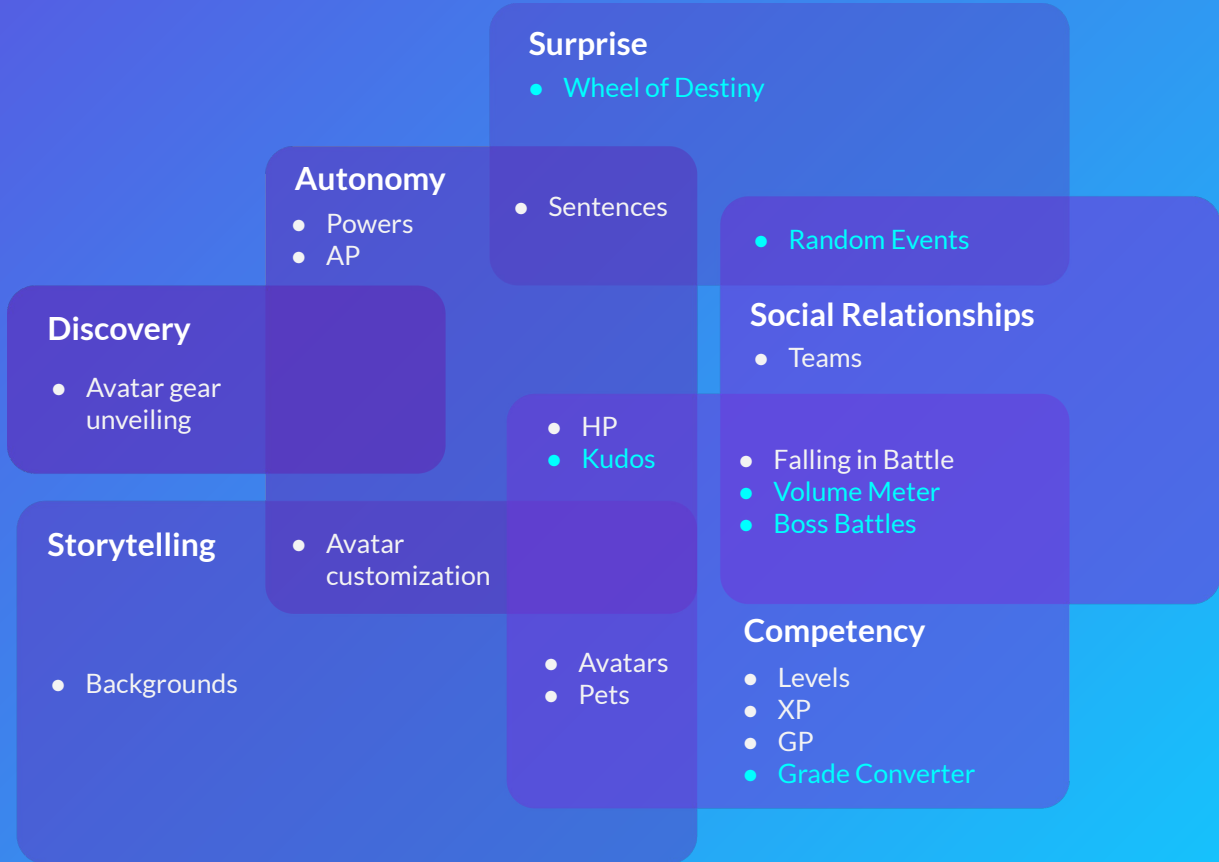 Surprise
● Wheel of Destiny
Autonomy
● Powers
● AP
● Sentences
● Random Events
Discovery
● Avatar gear
unveiling
Social Relationships
● Teams
● HP
● Kudos
● Falling in Battle
● Volume Meter
● Boss Battles
Storytelling
● Avatar
customization
● Backgrounds
● Avatars
● Pets
Competency
● Levels
● XP
● GP
● Grade Converter